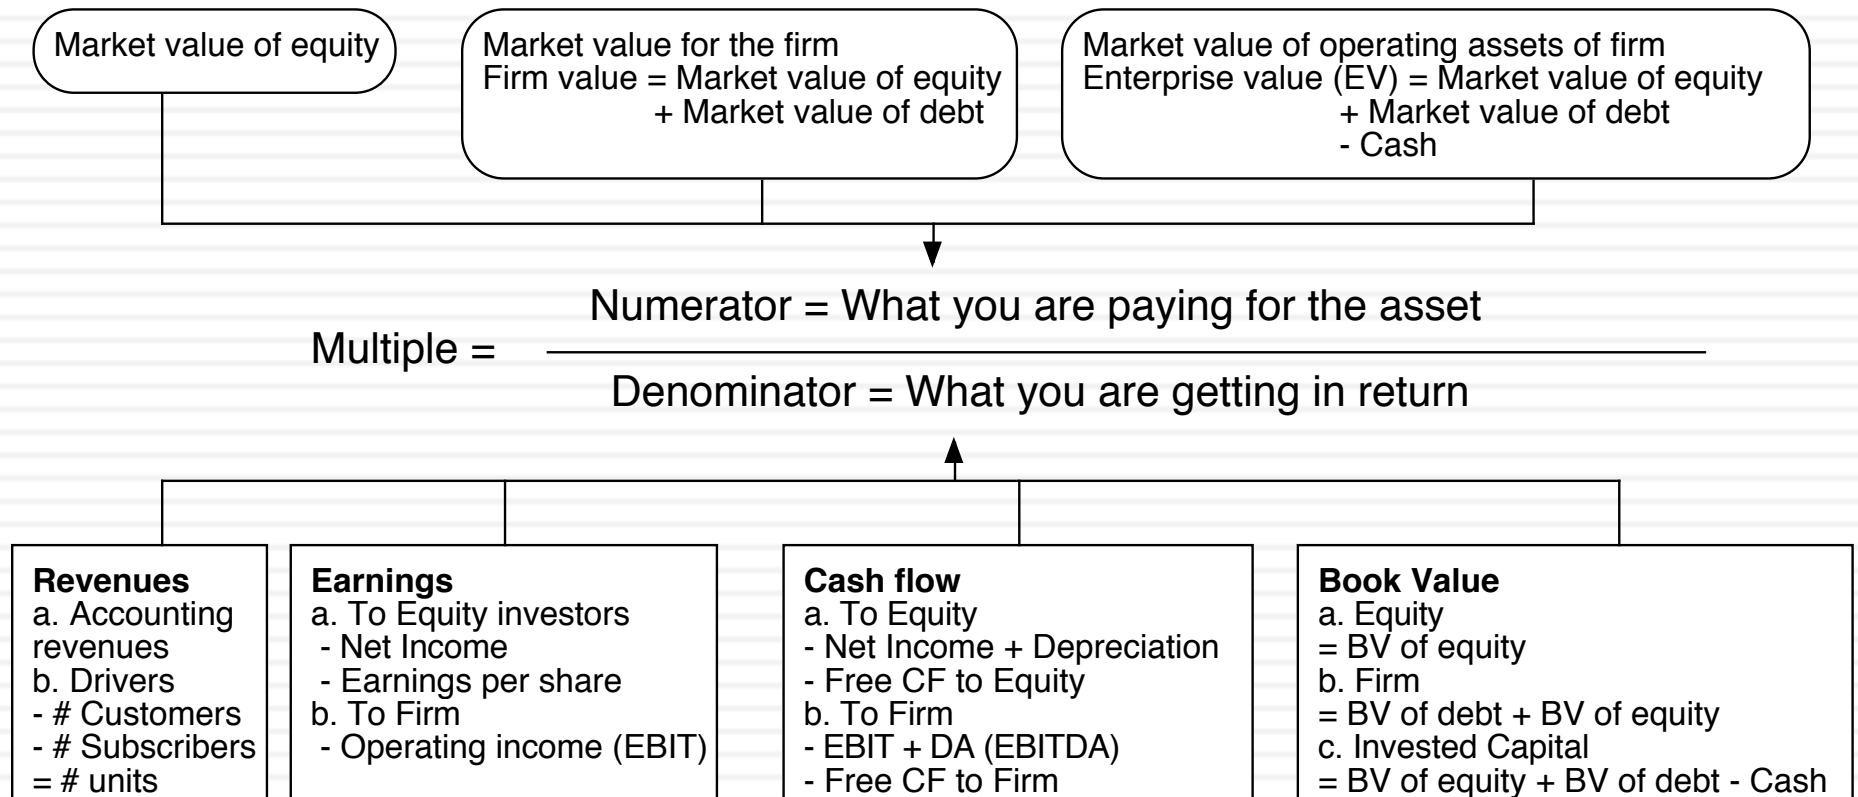 Market value of equity
Market value for the firm
Firm value = Market value of equity
+ Market value of debt
Market value of operating assets of firm
Enterprise value (EV) = Market value of equity
+ Market value of debt
- Cash
Numerator = What you are paying for the asset
Multiple =
Denominator = What you are getting in return
Revenues
a. Accounting
revenues
b. Drivers
- # Customers
- # Subscribers
= # units
Earnings
a. To Equity investors
- Net Income
- Earnings per share
b. To Firm
- Operating income (EBIT)
Cash flow
a. To Equity
- Net Income + Depreciation
- Free CF to Equity
b. To Firm
- EBIT + DA (EBITDA)
- Free CF to Firm
Book Value
a. Equity
= BV of equity
b. Firm
= BV of debt + BV of equity
c. Invested Capital
= BV of equity + BV of debt - Cash